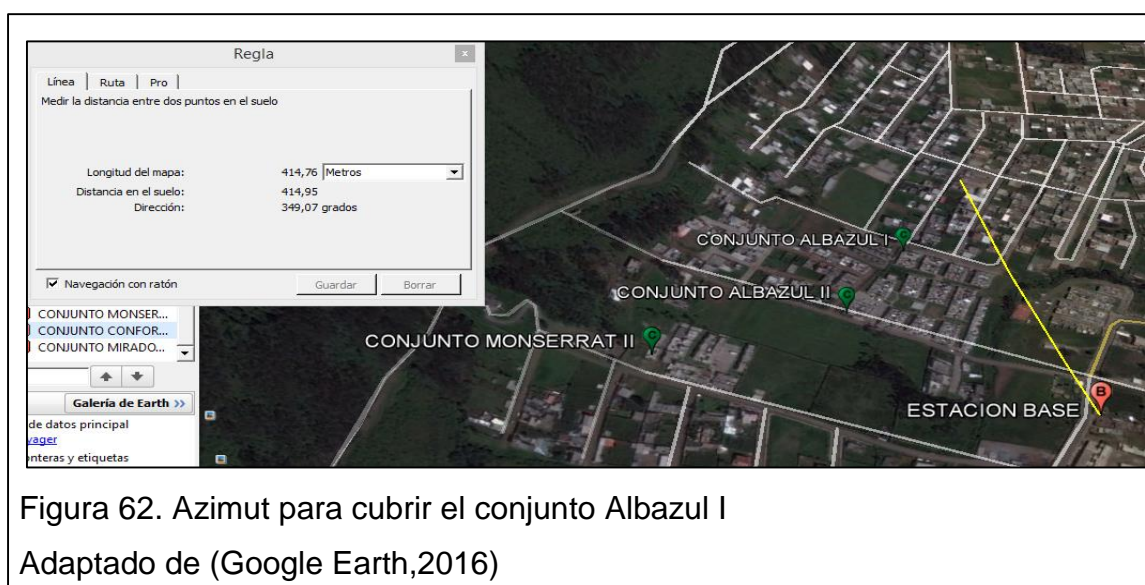 Regla
x
Línea
Ruta
Pro
Medir la distancia entre dos puntos en el suelo
Longitud del mapa: 414,76 Metros
Distancia en el suelo: 414,95
Dirección: 349,07 grados
Navegación con ratón
Guardar
Borrar
CONJUNTO MONSER...
CONJUNTO CONFOR...
CONJUNTO MIRADO...
Galería de Earth >>
de datos principal
yager
nteras y etiquetas
CONJUNTO ALBAZUL I
C
CONJUNTO ALBAZUL II
C
CONJUNTO MONSERRAT II
C
ESTACION BASE
B
Figura 62. Azimut para cubrir el conjunto Albazul I
Adaptado de (Google Earth,2016)